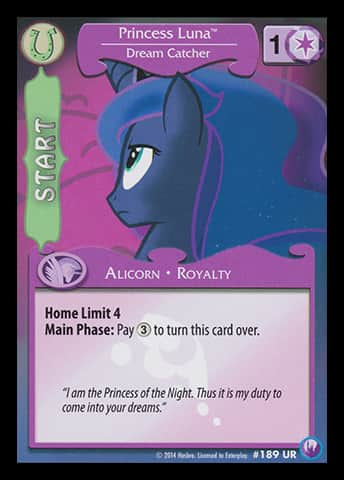 Princess Luna™
Dream Catcher
1
START
ALICORN • ROYALTY
Home Limit 4
Main Phase: Pay 3 to turn this card over.
“I am the Princess of the Night. Thus it is my duty to
come into your dreams.”
© 2014 Hasbro. Licensed to Enterplay. #189 UR